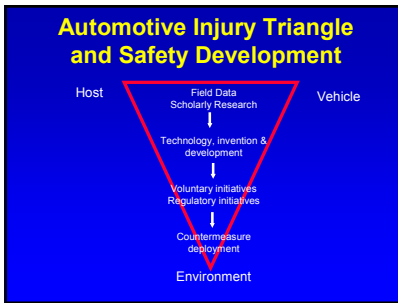 Automotive Injury Triangle
and Safety Development
Host
Field Data
Scholarly Research
Vehicle
Technology, invention &
development
Voluntary initiatives
Regulatory initiatives
Countermeasure
deployment
Environment